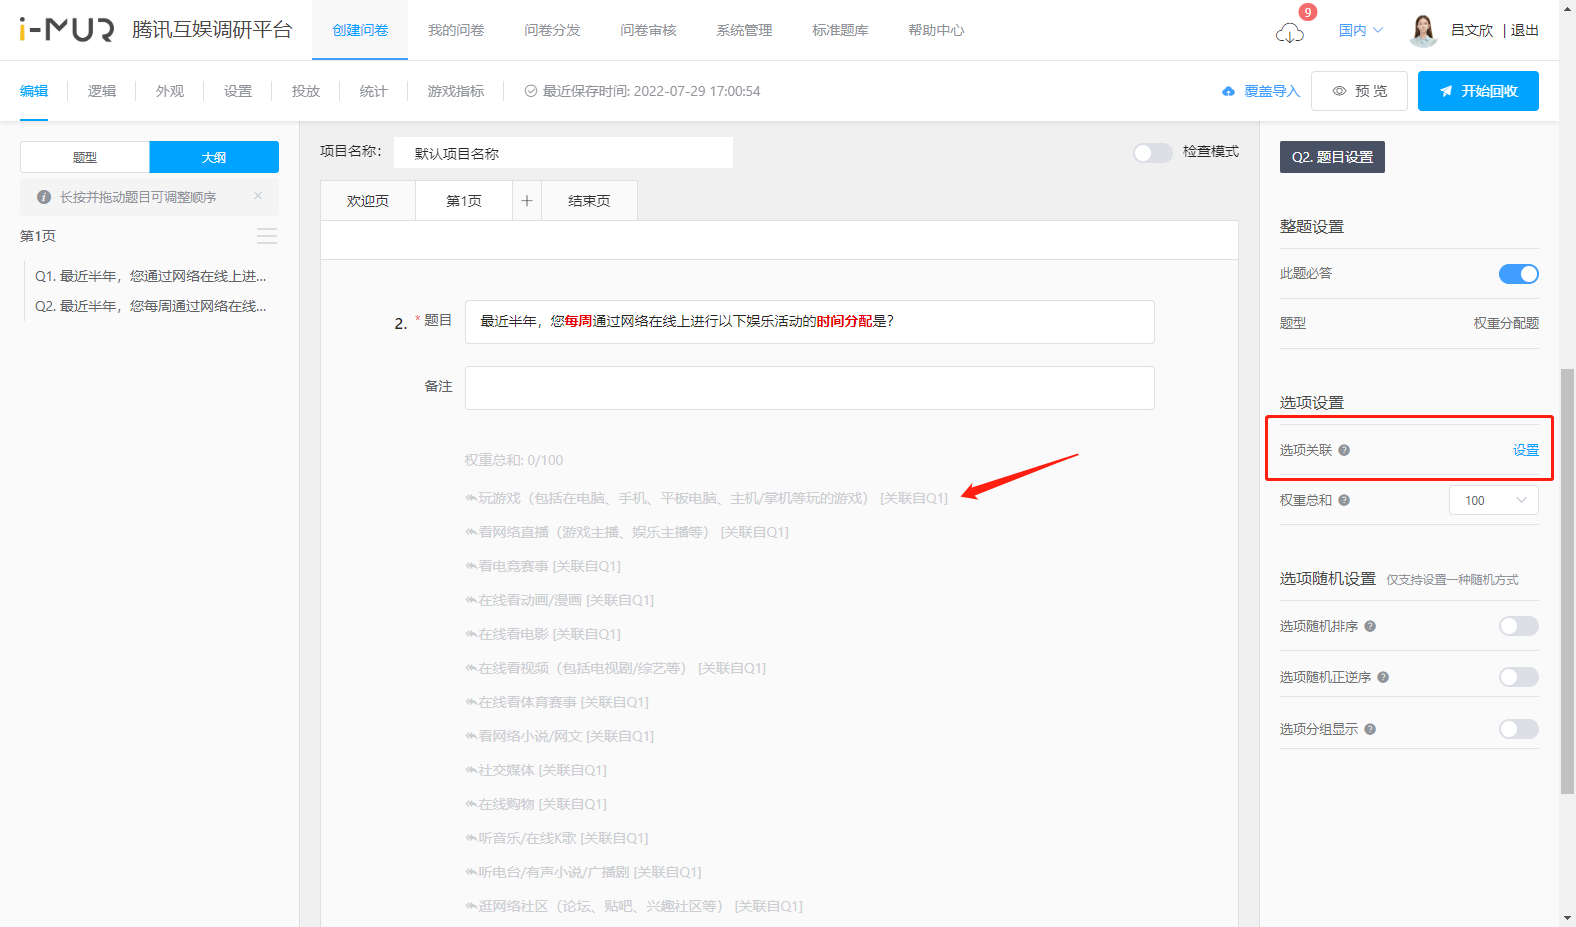 i-MUR 腾讯互娱调研平台 创建问卷 我的问卷 问卷分发 问卷审核 系统管理 标准题库 帮助中心 9 国内 吕文欣 | 退出
编辑 逻辑 外观 设置 投放 统计 游戏指标 最近保存时间: 2022-07-29 17:00:54 覆盖导入 预 览 开始回收
题型 大纲
长按并拖动题目可调整顺序 ×
第1页
Q1. 最近半年，您通过网络在线上进...
Q2. 最近半年，您每周通过网络在线...
项目名称： 默认项目名称 检查模式
欢迎页 第1页 + 结束页
2. * 题目 最近半年，您每周通过网络在线上进行以下娱乐活动的时间分配是？
备注
权重总和: 0/100
玩游戏（包括在电脑、手机、平板电脑、主机/掌机等玩的游戏） [关联自Q1]
看网络直播（游戏主播、娱乐主播等） [关联自Q1]
看电竞赛事 [关联自Q1]
在线看动画/漫画 [关联自Q1]
在线看电影 [关联自Q1]
在线看视频（包括电视剧/综艺等） [关联自Q1]
在线看体育赛事 [关联自Q1]
看网络小说/网文 [关联自Q1]
社交媒体 [关联自Q1]
在线购物 [关联自Q1]
听音乐/在线K歌 [关联自Q1]
听电台/有声小说/广播剧 [关联自Q1]
逛网络社区（论坛、贴吧、兴趣社区等） [关联自Q1]
Q2. 题目设置
整题设置
此题必答
题型 权重分配题
选项设置
选项关联 ? 设置
权重总和 ? 100
选项随机设置 仅支持设置一种随机方式
选项随机排序 ?
选项随机正逆序 ?
选项分组显示 ?